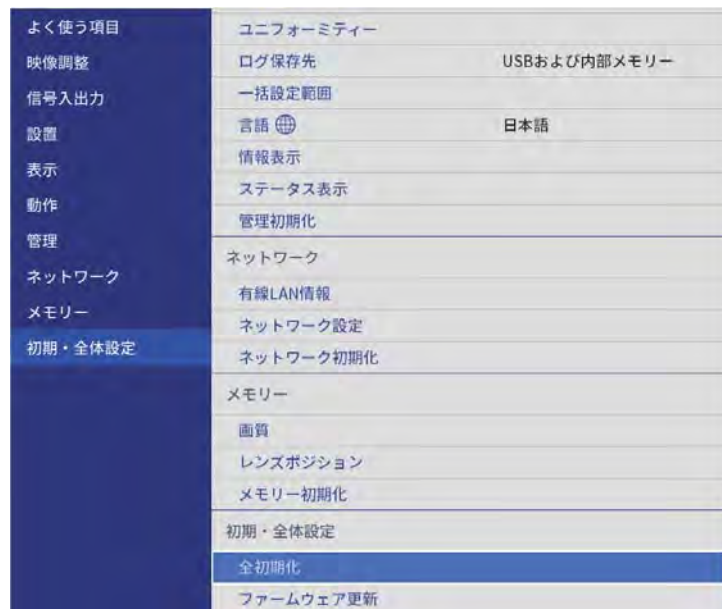 よく使う項目
映像調整
信号入出力
設置
表示
動作
管理
ネットワーク
メモリー
初期・全体設定
ユニフォーミティー
ログ保存先 USBおよび内部メモリー
一括設定範囲
言語 日本語
情報表示
ステータス表示
管理初期化
ネットワーク
有線LAN情報
ネットワーク設定
ネットワーク初期化
メモリー
画質
レンズポジション
メモリー初期化
初期・全体設定
全初期化
ファームウェア更新